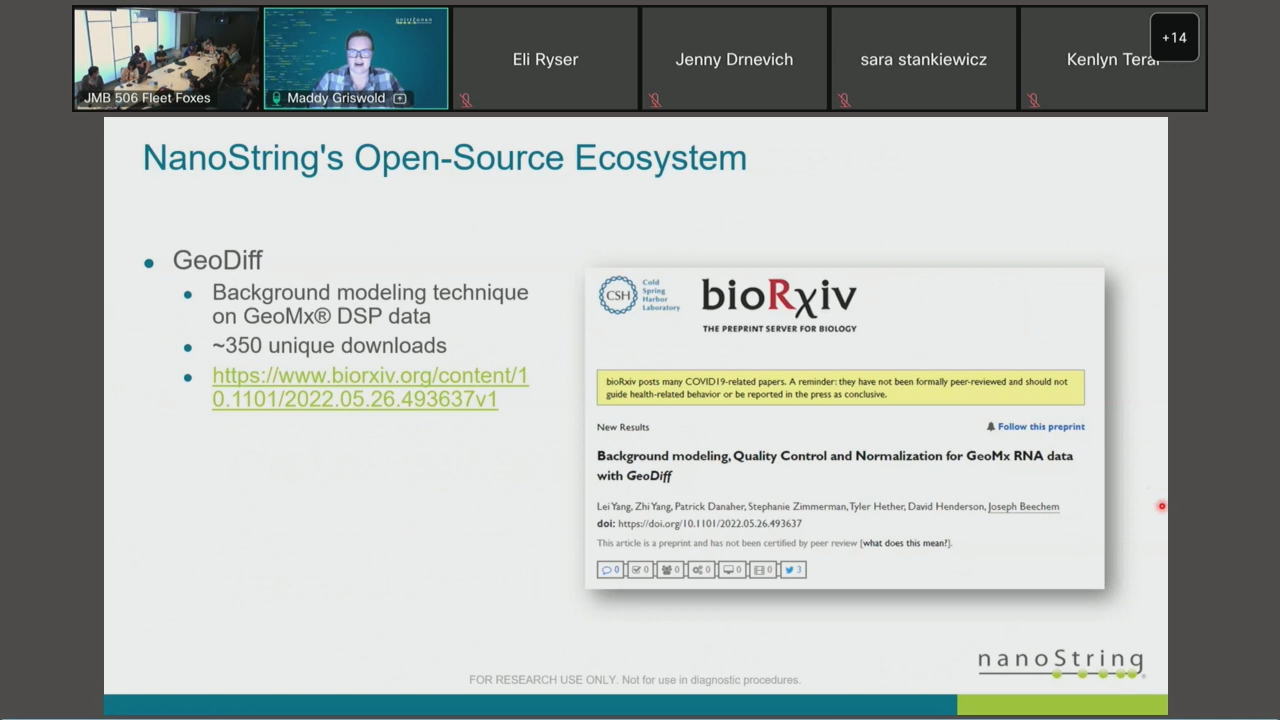 JMB 506 Fleet Foxes
nanoString
Maddy Griswold
Eli Ryser
Jenny Drnevich
sara stankiewicz
Kenlyn Terai
+14
NanoString's Open-Source Ecosystem
GeoDiff
Background modeling technique
on GeoMx® DSP data
~350 unique downloads
https://www.biorxiv.org/content/1
0.1101/2022.05.26.493637v1
CSH
Cold
Spring
Harbor
Laboratory
bioRχiv
THE PREPRINT SERVER FOR BIOLOGY
bioRxiv posts many COVID19-related papers. A reminder: they have not been formally peer-reviewed and should not
guide health-related behavior or be reported in the press as conclusive.
New Results
Follow this preprint
Background modeling, Quality Control and Normalization for GeoMx RNA data
with GeoDiff
Lei Yang, Zhi Yang, Patrick Danaher, Stephanie Zimmerman, Tyler Hether, David Henderson, Joseph Beechem
doi: https://doi.org/10.1101/2022.05.26.493637
This article is a preprint and has not been certified by peer review [what does this mean?].
0 0 0 0 0 0 3
nanoString®
FOR RESEARCH USE ONLY. Not for use in diagnostic procedures.